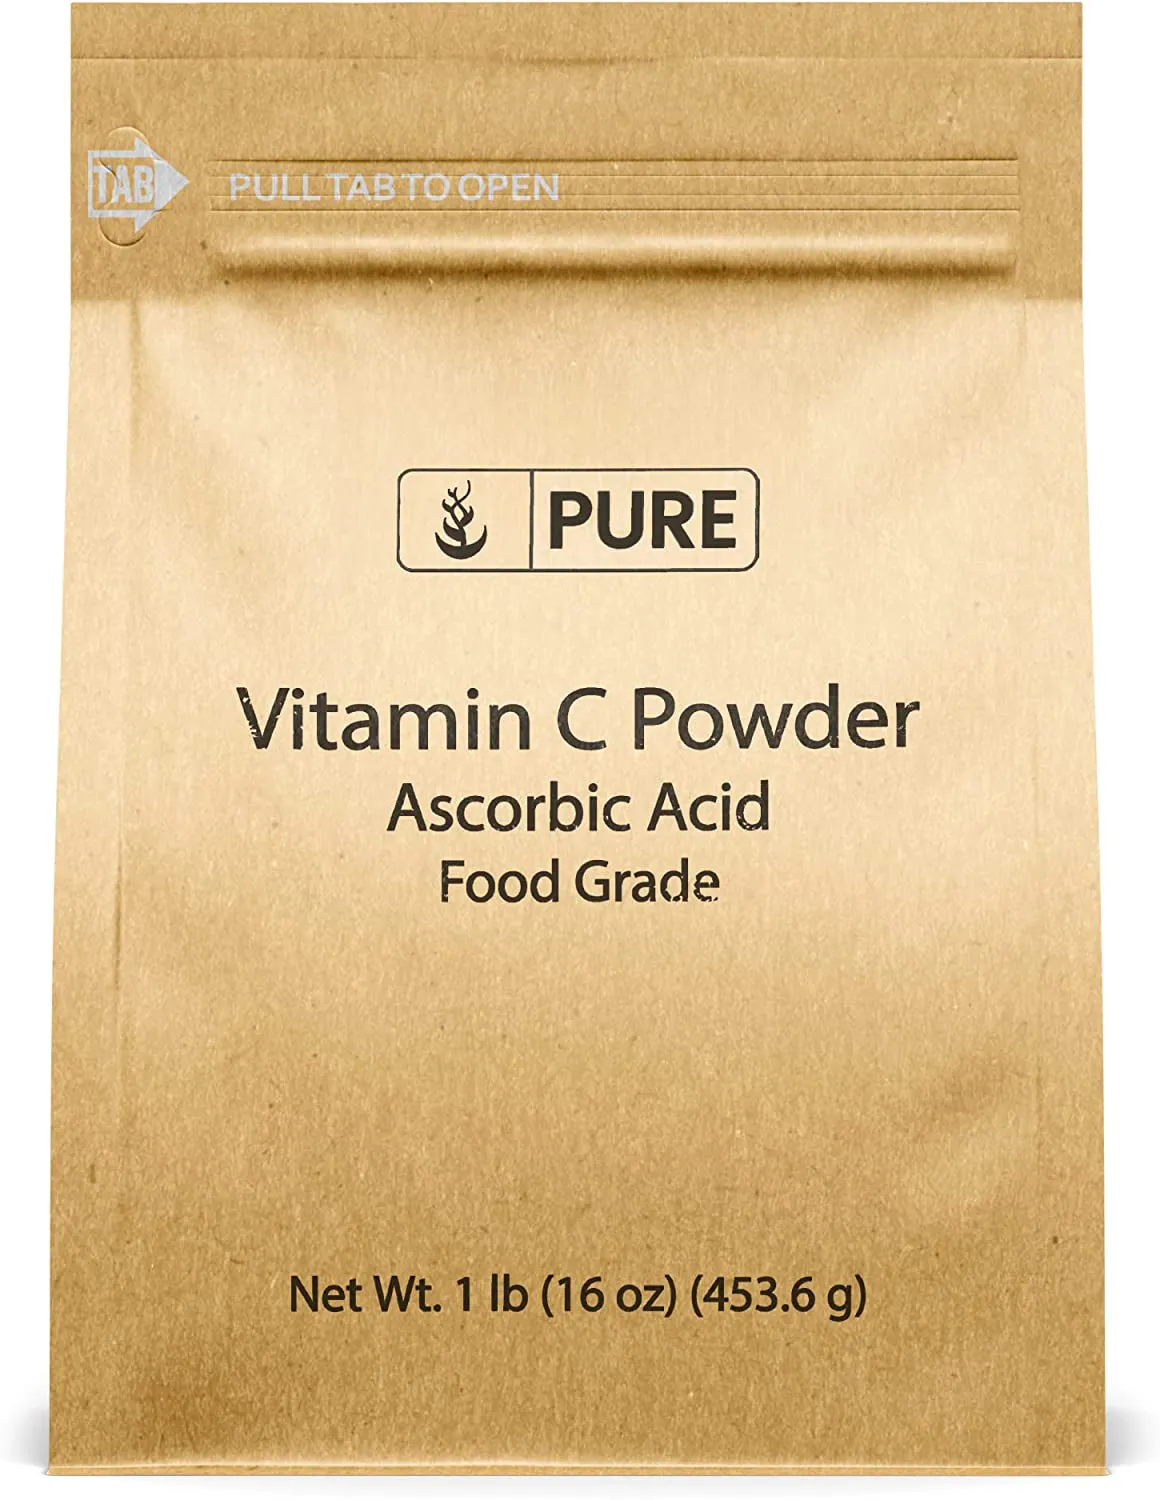 TAB
PULL TAB TO OPEN
PURE
Vitamin C Powder
Ascorbic Acid
Food Grade
Net Wt. 1 lb (16 oz) (453.6 g)